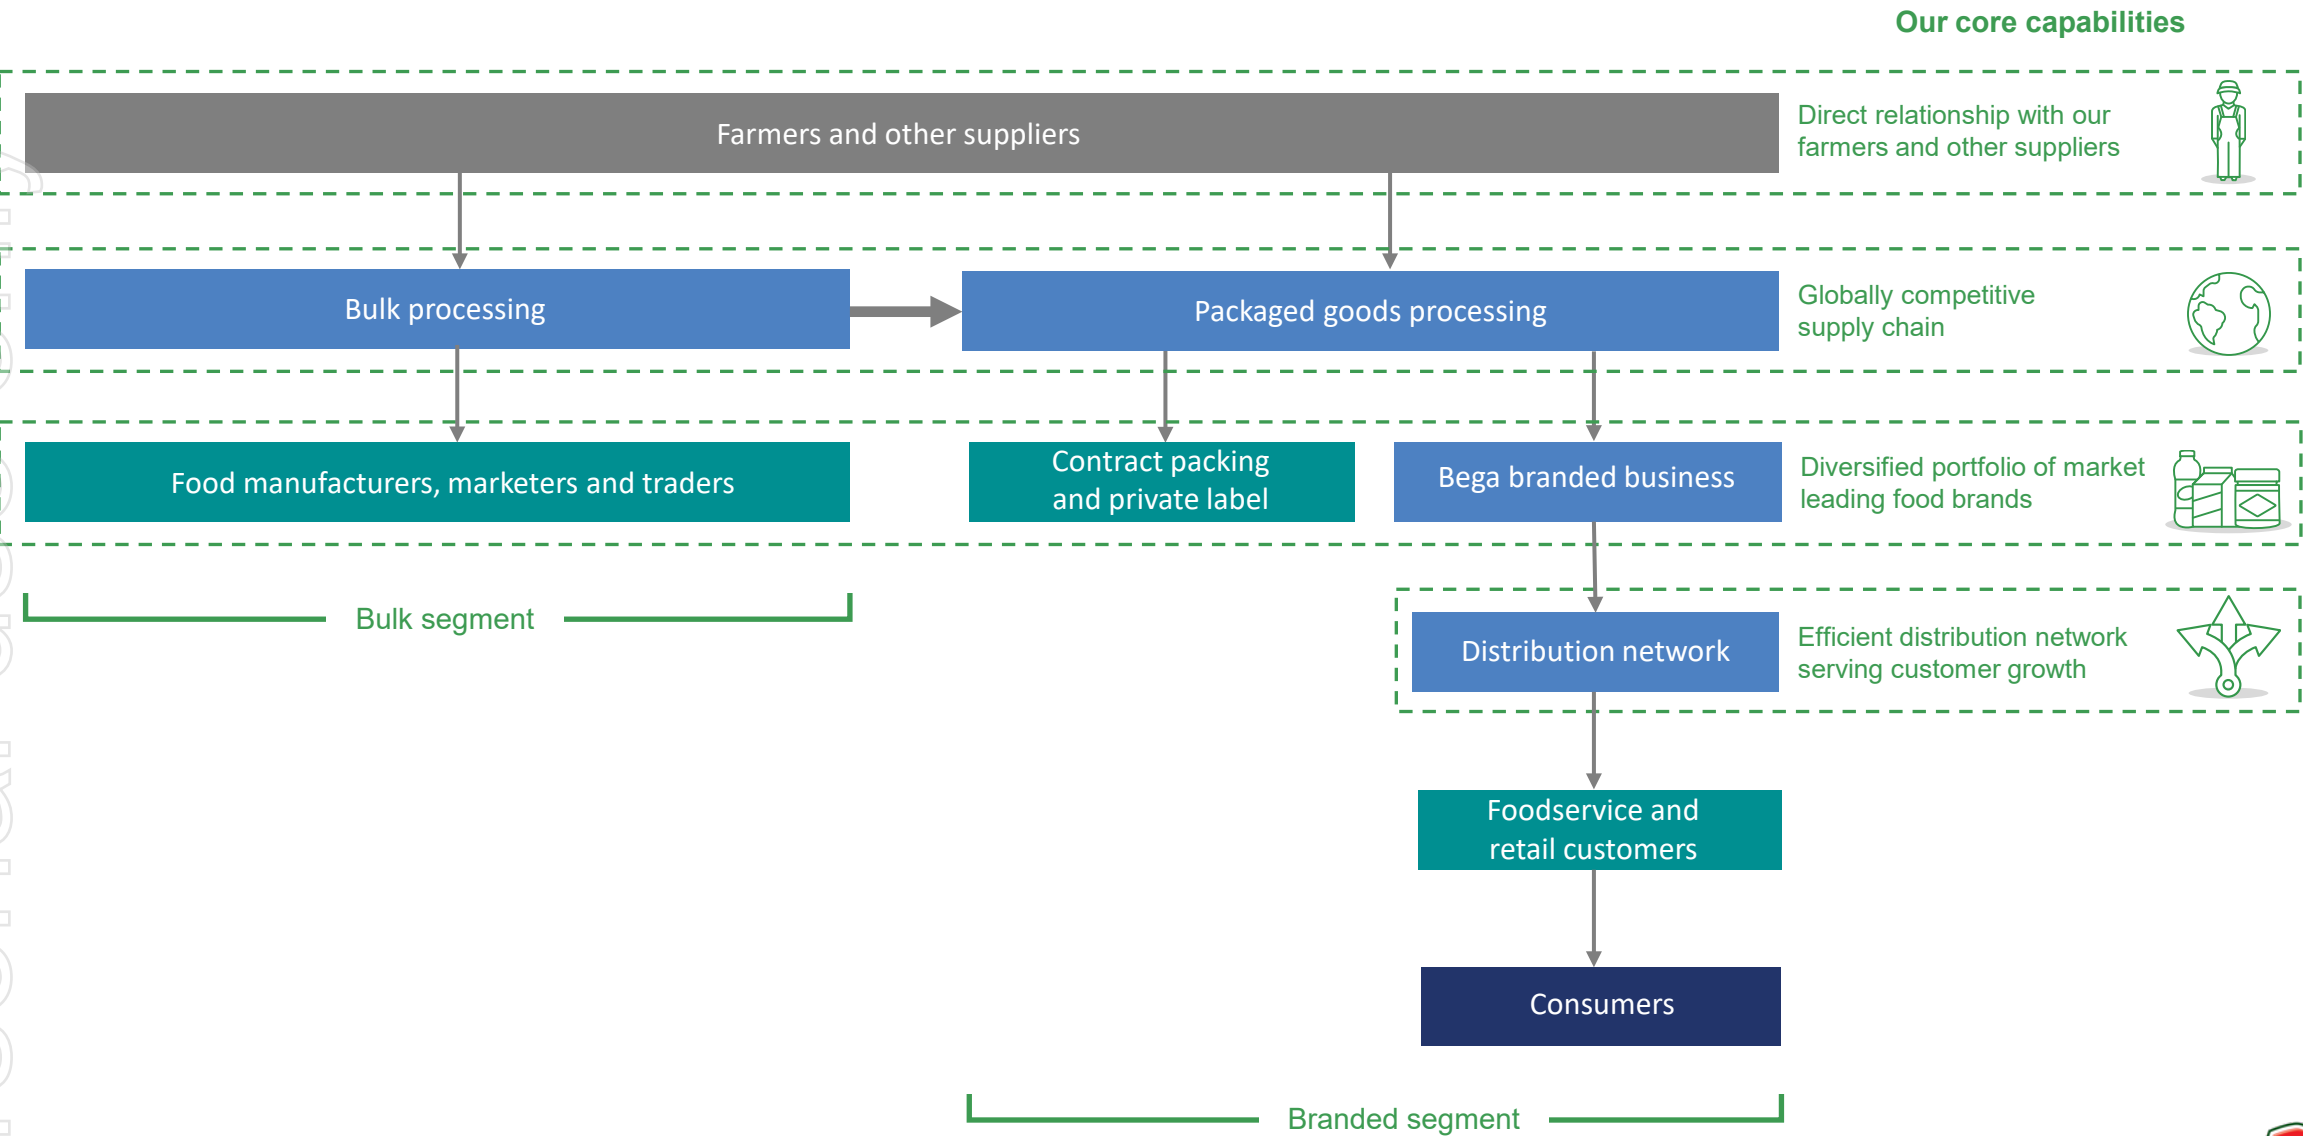 Our core capabilities
Farmers and other suppliers
Direct relationship with our
farmers and other suppliers
Bulk processing
Packaged goods processing
Globally competitive
supply chain
Food manufacturers, marketers and traders
Contract packing
and private label
Bega branded business
Diversified portfolio of market
leading food brands
Bulk segment
Distribution network
Efficient distribution network
serving customer growth
Foodservice and
retail customers
Consumers
Branded segment